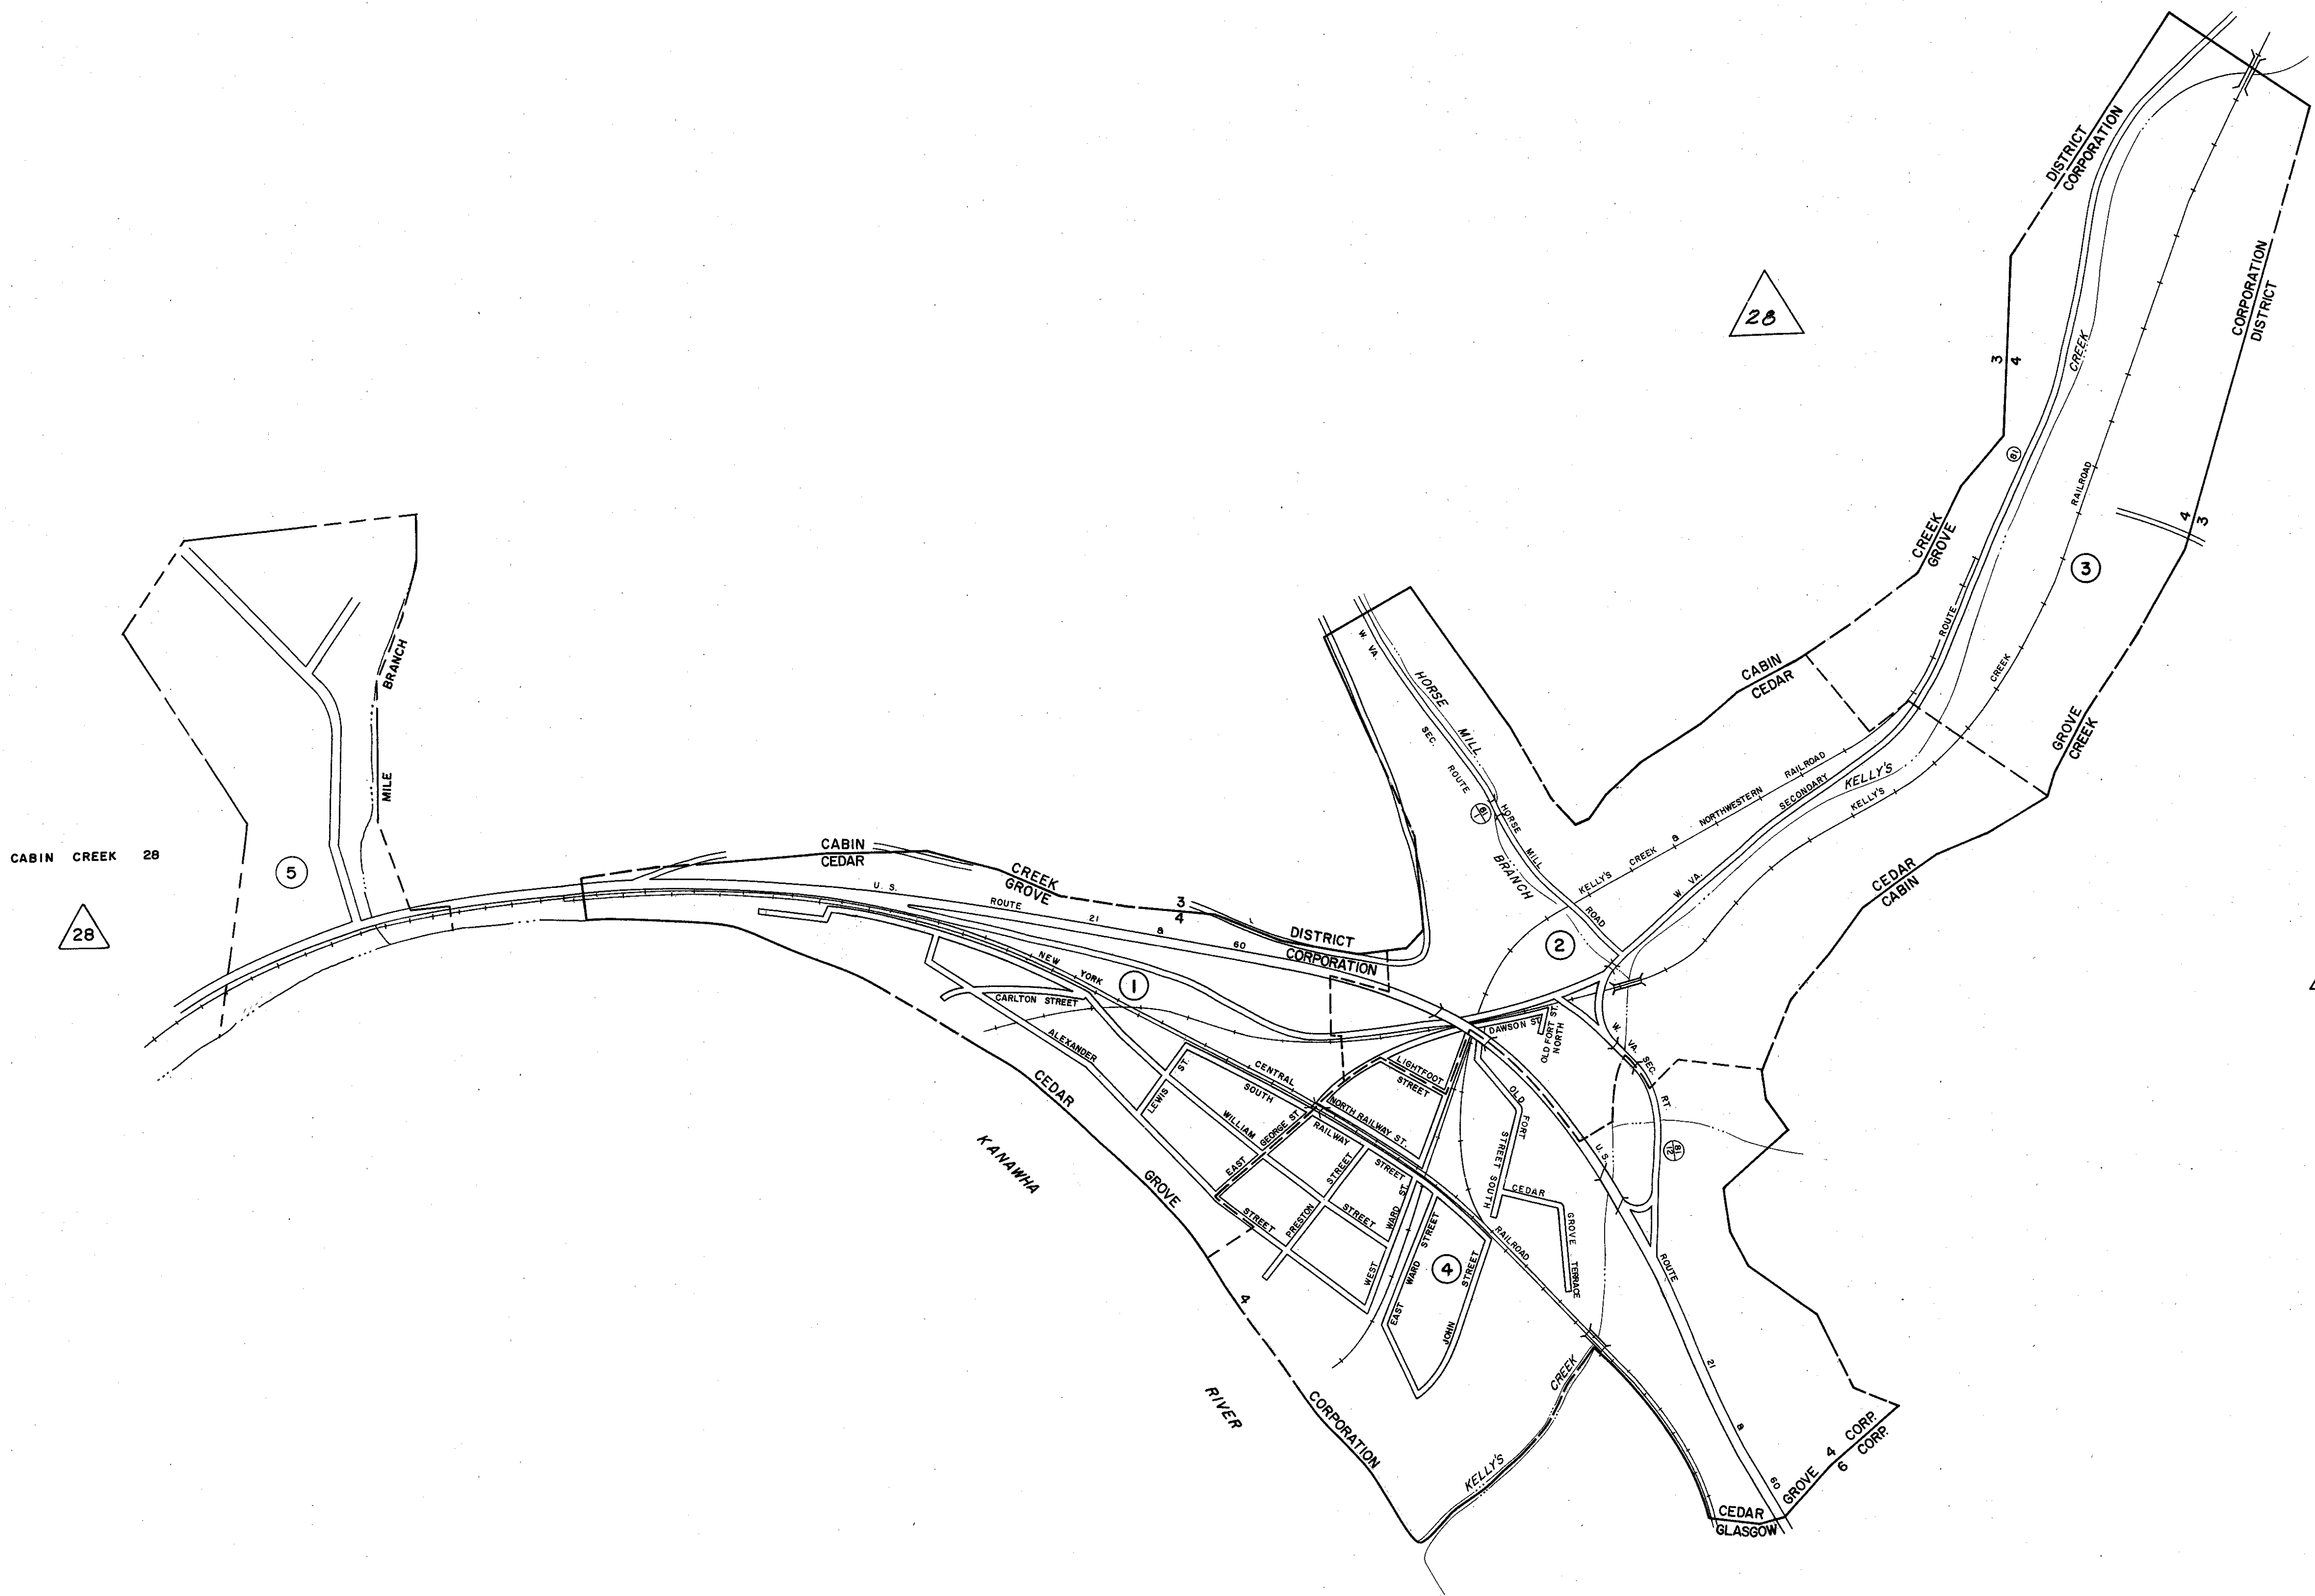 DISTRICT
CORPORATION
CORPORATION
DISTRICT
28
3
4
CREEK
81
RAILROAD
4
3
3
CREEK
GROVE
ROUTE
CREEK
CABIN
CEDAR
GROVE
CREEK
BRANCH
MILE
W. VA.
SEC.
ROUTE
81
1
HORSE
MILL
BRANCH
HORSE
MILL
ROAD
KELLY'S CREEK & NORTHWESTERN RAILROAD
W. VA.
SECONDARY
KELLY'S
KELLY'S
CEDAR
CABIN
CABIN CREEK 28
28
5
CABIN
CEDAR
CREEK
GROVE
3
4
DISTRICT
CORPORATION
U. S.
ROUTE
21
&
60
2
1
NEW
YORK
CENTRAL
RAILROAD
CARLTON STREET
ALEXANDER
STREET
LEWIS
ST.
SOUTH
RAILWAY
STREET
WILLIAM
STREET
EAST
GEORGE ST.
NORTH RAILWAY ST.
LIGHTFOOT
STREET
DAWSON ST.
OLD FORT ST.
NORTH
OLD
FORT
STREET
SOUTH
CEDAR
GROVE
TERRACE
PRESTON
STREET
WEST
WARD
ST.
EAST
WARD
STREET
JOHN
STREET
4
W. VA. SEC.
RT.
81
U. S.
ROUTE
21
&
60
CEDAR
GROVE
4
CORPORATION
KANAWHA
RIVER
KELLY'S
CREEK
CEDAR
GLASGOW
GROVE
4
CORP.
6
CORP.